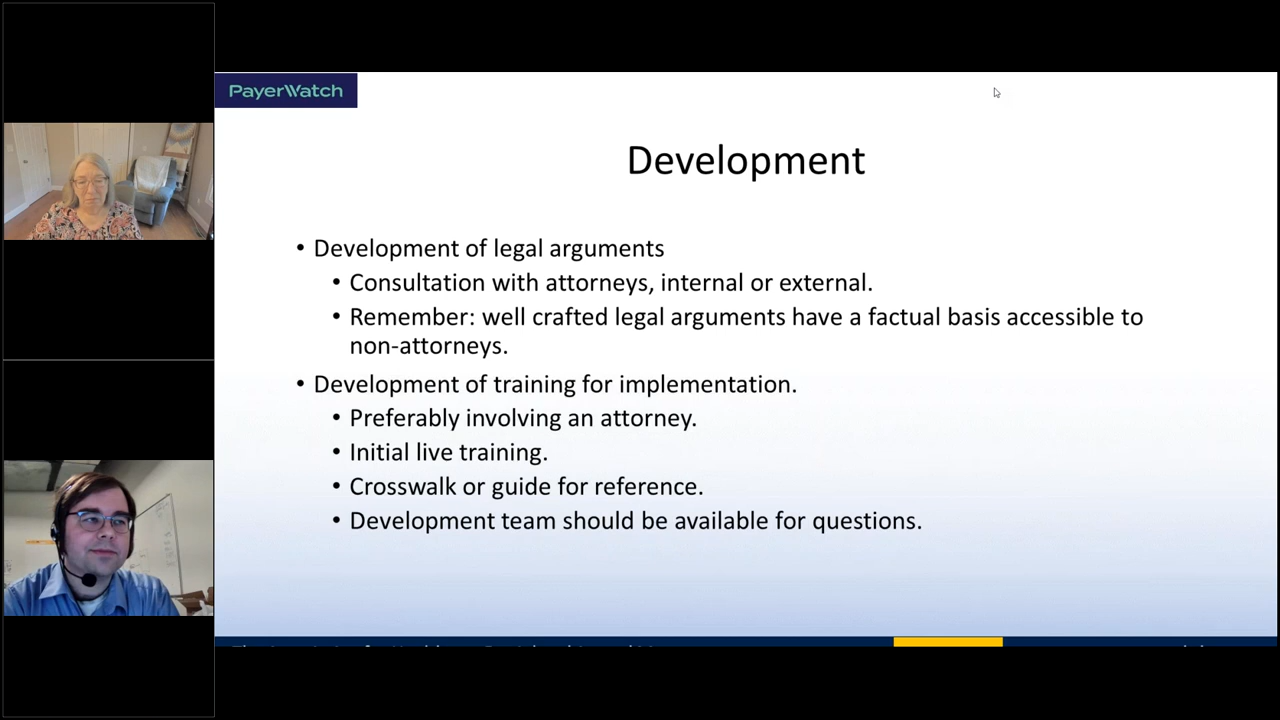 PayerWatch
Development
• Development of legal arguments
• Consultation with attorneys, internal or external.
• Remember: well crafted legal arguments have a factual basis accessible to
non-attorneys.
• Development of training for implementation.
• Preferably involving an attorney.
• Initial live training.
• Crosswalk or guide for reference.
• Development team should be available for questions.